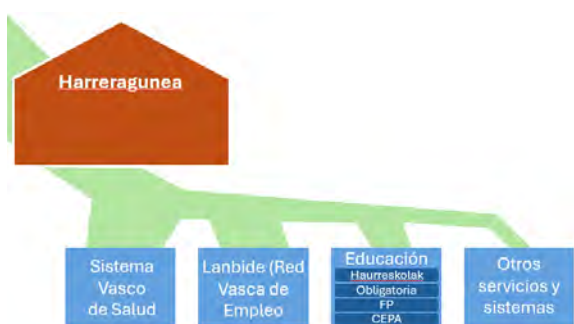 Harreragunea
Sistema
Vasco
de Salud
Lanbide (Red
Vasca de
Empleo
Educación
Haurreskolak
Obligatoria
FP
CEPA
Otros
servicios y
sistemas